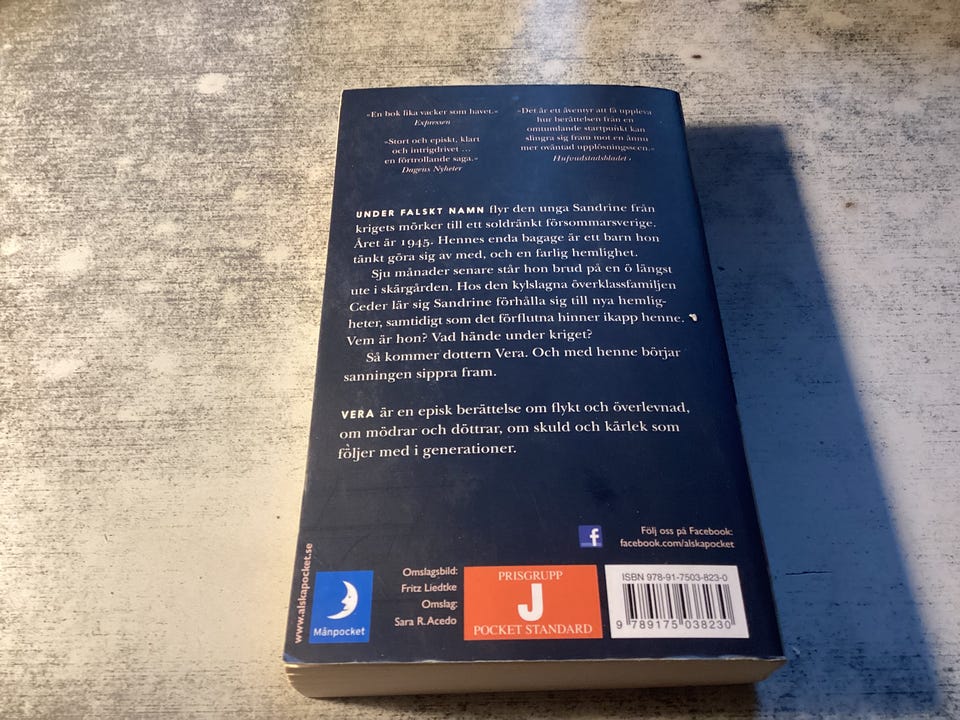 »En bok lika vacker som havet.«
Expressen
»Stort och episkt, klart
och intrigdrivet ...
en förtrollande saga.«
Dagens Nyheter
»Det är ett äventyr att få uppleva
hur berättelsen från en
omtumlande startpunkt kan
slingra sig fram mot en ännu
mer oväntad upplösningsscen.«
Hufvudstadsbladet
UNDER FALSKT NAMN flyr den unga Sandrine från
krigets mörker till ett soldränkt försommarsverige.
Året är 1945. Hennes enda bagage är ett barn hon
tänkt göra sig av med, och en farlig hemlighet.
Sju månader senare står hon brud på en ö längst
ute i skärgården. Hos den kylslagna överklassfamiljen
Ceder lär sig Sandrine förhålla sig till nya hemlig-
heter, samtidigt som det förflutna hinner ikapp henne.
Vem är hon? Vad hände under kriget?
Så kommer dottern Vera. Och med henne börjar
sanningen sippra fram.
VERA är en episk berättelse om flykt och överlevnad,
om mödrar och döttrar, om skuld och kärlek som
följer med i generationer.
f
Följ oss på Facebook:
facebook.com/alskapocket
www.alskapocket.se
Månpocket
Omslagsbild:
Fritz Liedtke
Omslag:
Sara R. Acedo
PRISGRUPP
J
POCKET STANDARD
ISBN 978-91-7503-823-0
9 789175 038230